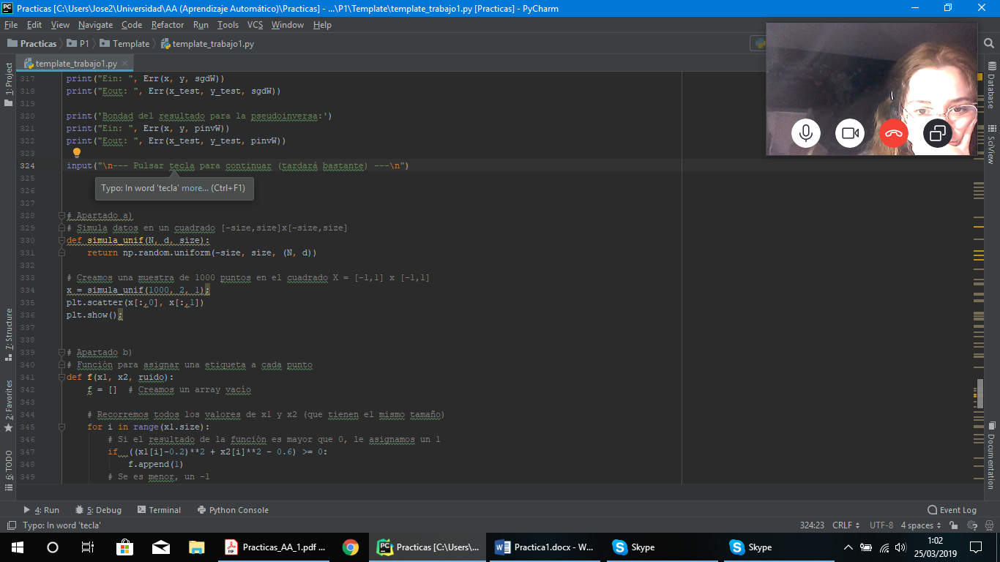 Practicas [C:\Users\Jose2\Universidad\AA (Aprendizaje Automático)\Practicas] - ...\P1\Template\template_trabajo1.py [Practicas] - PyCharm
File Edit View Navigate Code Refactor Run Tools VCS Window Help
Practicas P1 Template template_trabajo1.py
template_trabajo1.py
1: Project
7: Structure
2: Favorites
6: TODO
Database
SciView
Documentation
317 print("Ein: ", Err(x, y, sgdW))
318 print("Eout: ", Err(x_test, y_test, sgdW))
319
320 print('Bondad del resultado para la pseudoinversa:')
321 print("Ein: ", Err(x, y, pinvW))
322 print("Eout: ", Err(x_test, y_test, pinvW))
323
324 input("\n--- Pulsar tecla para continuar (tardará bastante) ---\n")
325
Typo: In word 'tecla' more... (Ctrl+F1)
326
327
328 # Apartado a)
329 # Simula datos en un cuadrado [-size,size]x[-size,size]
330 def simula_unif(N, d, size):
331 return np.random.uniform(-size, size, (N, d))
332
333 # Creamos una muestra de 1000 puntos en el cuadrado X = [-1,1] x [-1,1]
334 x = simula_unif(1000, 2, 1);
335 plt.scatter(x[:,0], x[:,1])
336 plt.show();
337
338
339 # Apartado b)
340 # Función para asignar una etiqueta a cada punto
341 def f(x1, x2, ruido):
342 f = [] # Creamos un array vacío
343
344 # Recorremos todos los valores de x1 y x2 (que tienen el mismo tamaño)
345 for i in range(x1.size):
346 # Si el resultado de la función es mayor que 0, le asignamos un 1
347 if ((x1[i]-0.2)**2 + x2[i]**2 - 0.6) >= 0:
348 f.append(1)
349 # Se es menor, un -1
4: Run 5: Debug Terminal Python Console Event Log
Typo: In word 'tecla' 324:23 CRLF UTF-8 4 spaces
Practicas_AA_1.pdf ... Practicas [C:\Users\... Practica1.docx - W... Skype Skype 1:02
25/03/2019